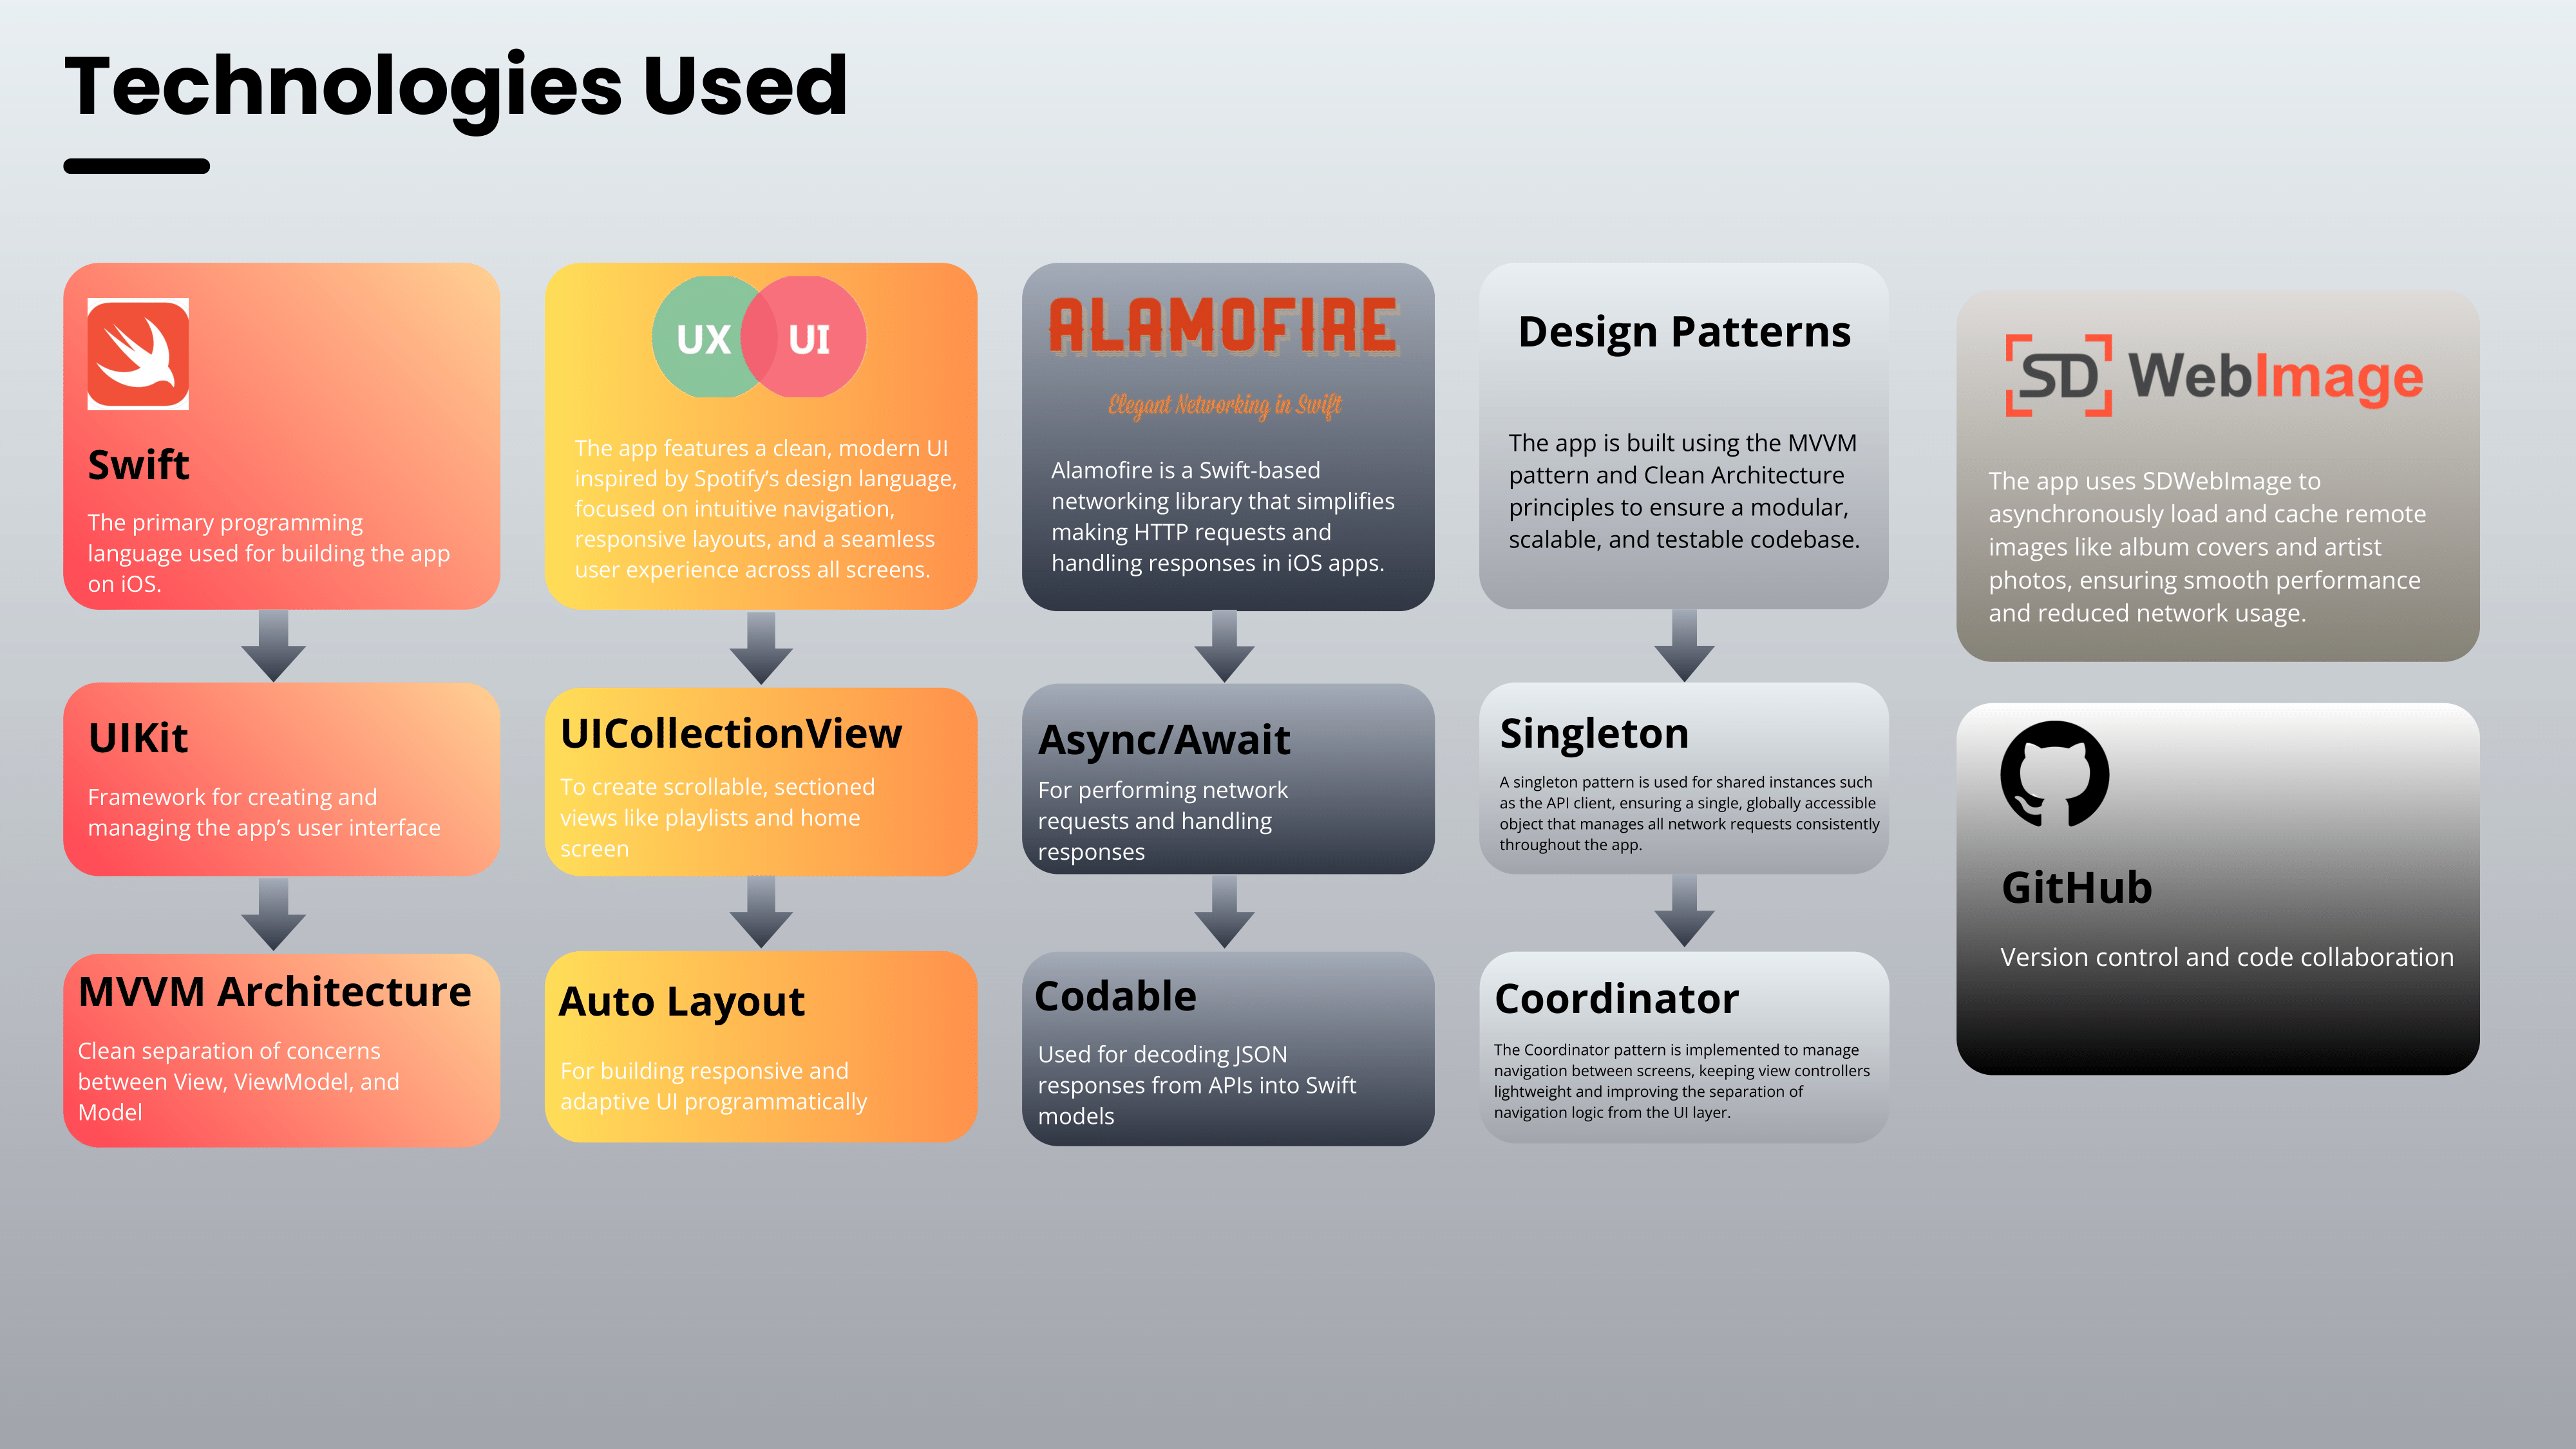 Technologies Used
Swift
The primary programming
language used for building the app
on iOS.
UIKit
Framework for creating and
managing the app’s user interface
MVVM Architecture
Clean separation of concerns
between View, ViewModel, and
Model
UX UI
The app features a clean, modern UI
inspired by Spotify’s design language,
focused on intuitive navigation,
responsive layouts, and a seamless
user experience across all screens.
UICollectionView
To create scrollable, sectioned
views like playlists and home
screen
Auto Layout
For building responsive and
adaptive UI programmatically
ALAMOFIRE
Elegant Networking in Swift
Alamofire is a Swift-based
networking library that simplifies
making HTTP requests and
handling responses in iOS apps.
Async/Await
For performing network
requests and handling
responses
Codable
Used for decoding JSON
responses from APIs into Swift
models
Design Patterns
The app is built using the MVVM
pattern and Clean Architecture
principles to ensure a modular,
scalable, and testable codebase.
Singleton
A singleton pattern is used for shared instances such
as the API client, ensuring a single, globally accessible
object that manages all network requests consistently
throughout the app.
Coordinator
The Coordinator pattern is implemented to manage
navigation between screens, keeping view controllers
lightweight and improving the separation of
navigation logic from the UI layer.
SD WebImage
The app uses SDWebImage to
asynchronously load and cache remote
images like album covers and artist
photos, ensuring smooth performance
and reduced network usage.
GitHub
Version control and code collaboration